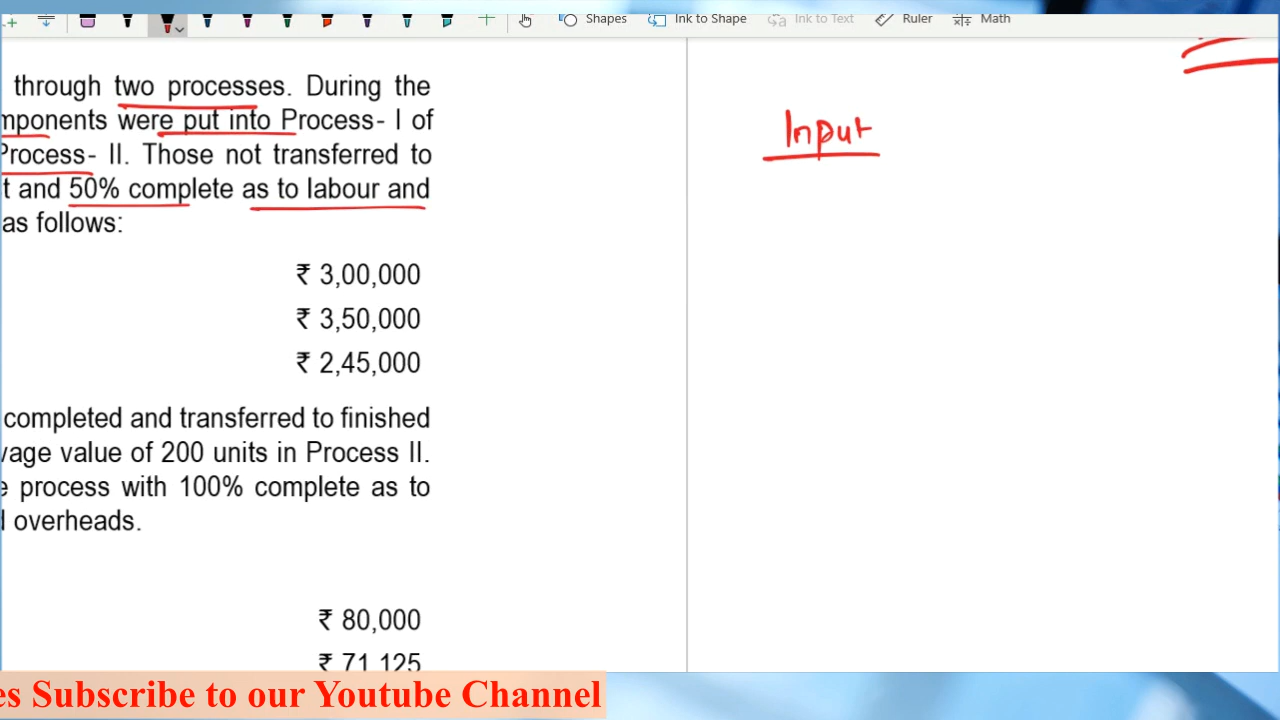 Shapes Ink to Shape Ink to Text Ruler Math
through two processes. During the
mponents were put into Process- I of
Process- II. Those not transferred to
t and 50% complete as to labour and
as follows:
₹ 3,00,000
₹ 3,50,000
₹ 2,45,000
completed and transferred to finished
vage value of 200 units in Process II.
e process with 100% complete as to
d overheads.
₹ 80,000
₹ 71,125
Input
es Subscribe to our Youtube Channel